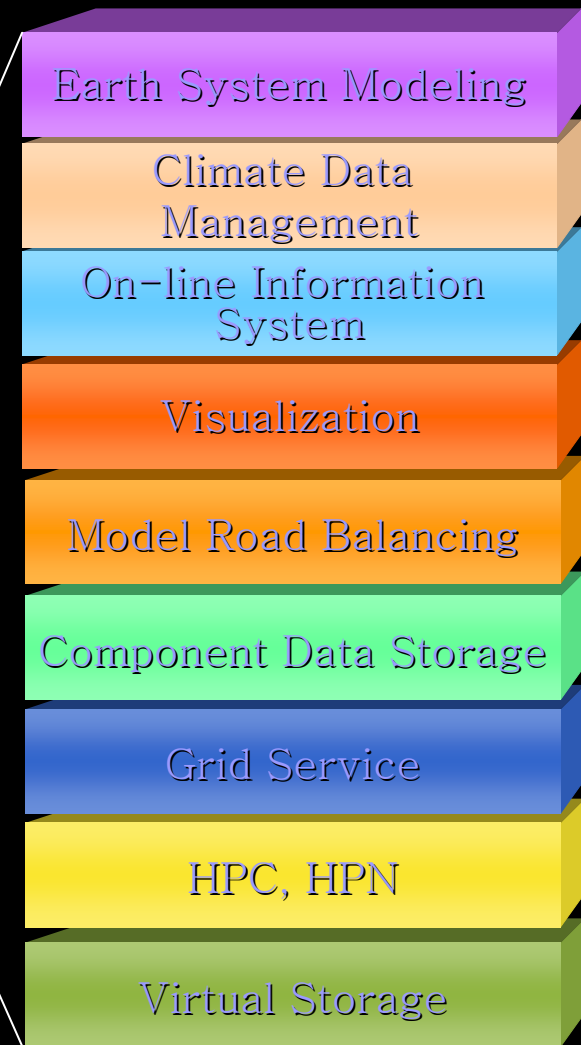 Earth System Modeling
Climate Data
Management
On-line Information
System
Visualization
Model Road Balancing
Component Data Storage
Grid Service
HPC, HPN
Virtual Storage